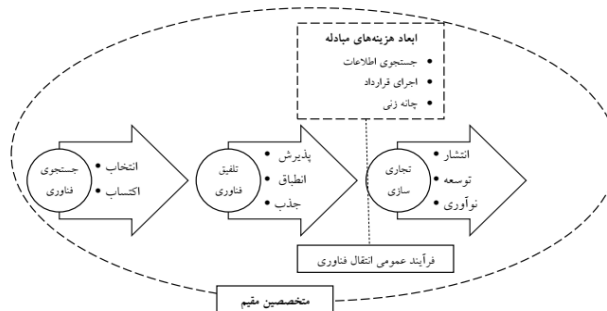 ابعاد هزینه‌های مبادله
• جستجوی اطلاعات
• اجرای قرارداد
• چانه زنی
جستجوی
فناوری
• انتخاب
• اکتساب
تلفیق
فناوری
• پذیرش
• انطباق
• جذب
تجاری
سازی
• انتشار
• توسعه
• نوآوری
فرآیند عمومی انتقال فناوری
متخصصین مقیم